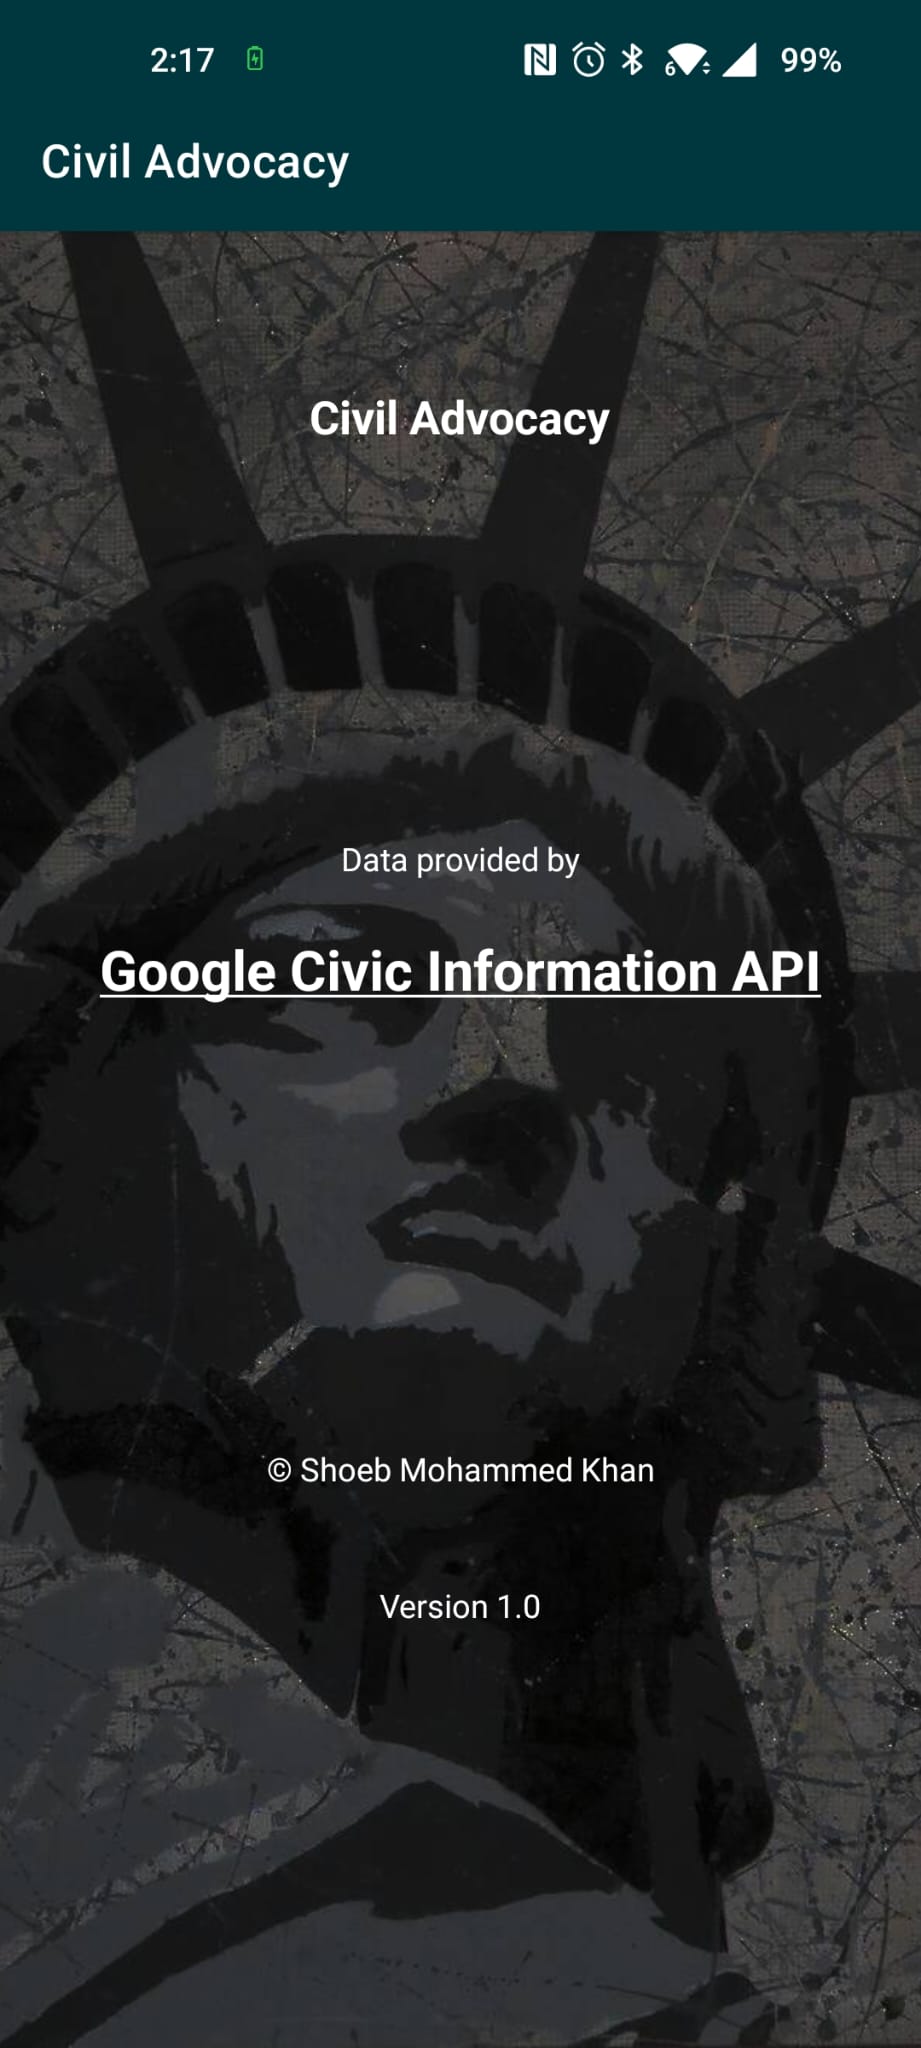 2:17
6
99%
Civil Advocacy
Civil Advocacy
Data provided by
Google Civic Information API
© Shoeb Mohammed Khan
Version 1.0